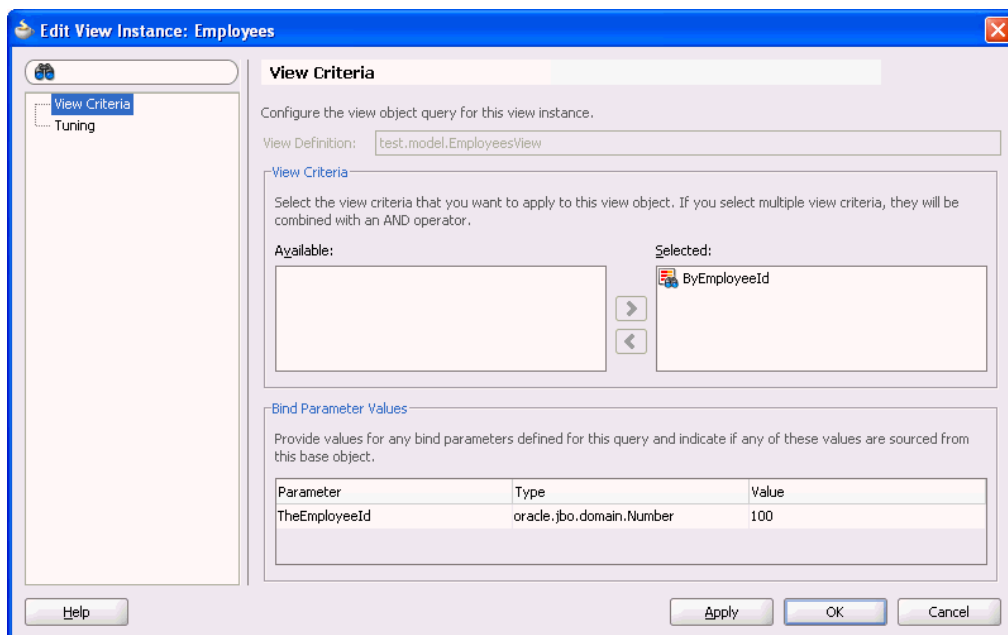 Edit View Instance: Employees
View Criteria
Tuning
View Criteria
Configure the view object query for this view instance.
View Definition: test.model.EmployeesView
View Criteria
Select the view criteria that you want to apply to this view object. If you select multiple view criteria, they will be
combined with an AND operator.
Available: Selected:
ByEmployeeId
Bind Parameter Values
Provide values for any bind parameters defined for this query and indicate if any of these values are sourced from
this base object.
Parameter Type Value
TheEmployeeId oracle.jbo.domain.Number 100
Help Apply OK Cancel